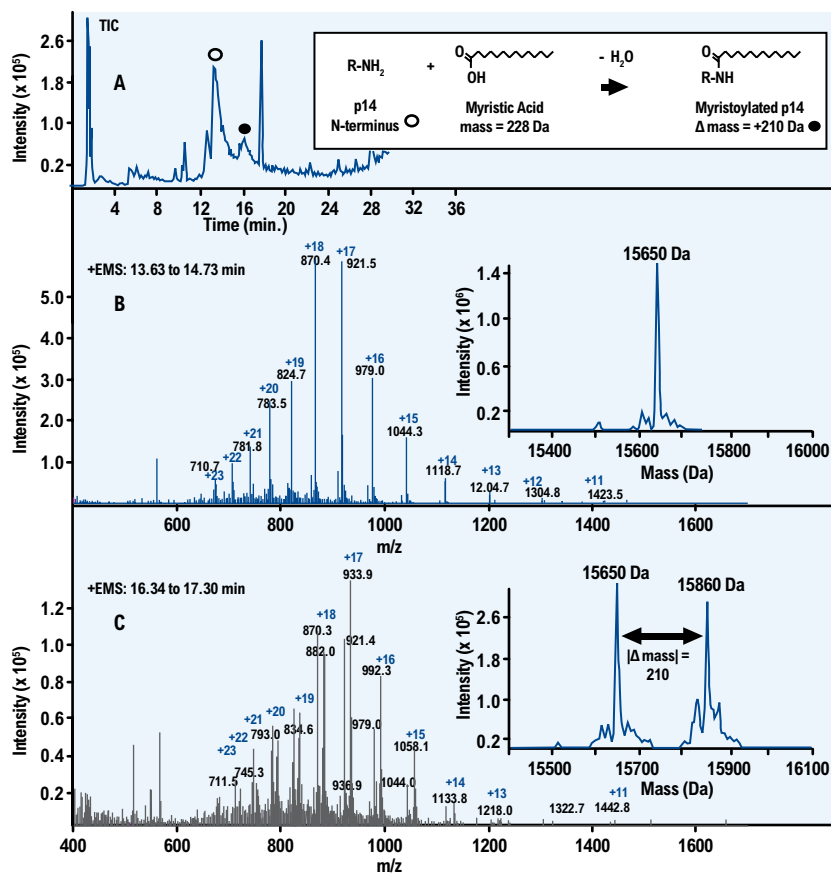 TIC
A
Intensity (x 10⁵)
2.6
1.8
1.0
0.2
4 8 12 16 20 24 28 32 36
Time (min.)
R-NH₂ + O OH - H₂O O R-NH
p14 Myristic Acid Myristoylated p14
N-terminus mass = 228 Da Δ mass = +210 Da
+EMS: 13.63 to 14.73 min
B
Intensity (x 10⁵)
5.0
4.0
3.0
2.0
1.0
+18
870.4
+17
921.5
+19
824.7
+16
979.0
+20
783.5
+15
1044.3
+21
781.8
+22
710.7
+23
+14
1118.7
+13
12.04.7
+12
1304.8
+11
1423.5
600 800 1000 1200 1400 1600
m/z
15650 Da
Intensity (x 10⁶)
1.4
1.0
0.6
0.2
15400 15600 15800 16000
Mass (Da)
+EMS: 16.34 to 17.30 min
C
Intensity (x 10⁵)
1.2
1.0
0.8
0.6
0.4
0.2
+17
933.9
+18
870.3
882.0
921.4
+16
992.3
+19
834.6
979.0
+20
793.0
+21
+22
745.3
+23
711.5
936.9
+15
1058.1
1044.0
+14
1133.8
+13
1218.0
1322.7
+11
1442.8
400 600 800 1000 1200 1400 1600
m/z
15650 Da
15860 Da
|Δ mass| =
210
Intensity (x 10⁵)
2.6
1.8
1.0
0.2
15500 15700 15900 16100
Mass (Da)